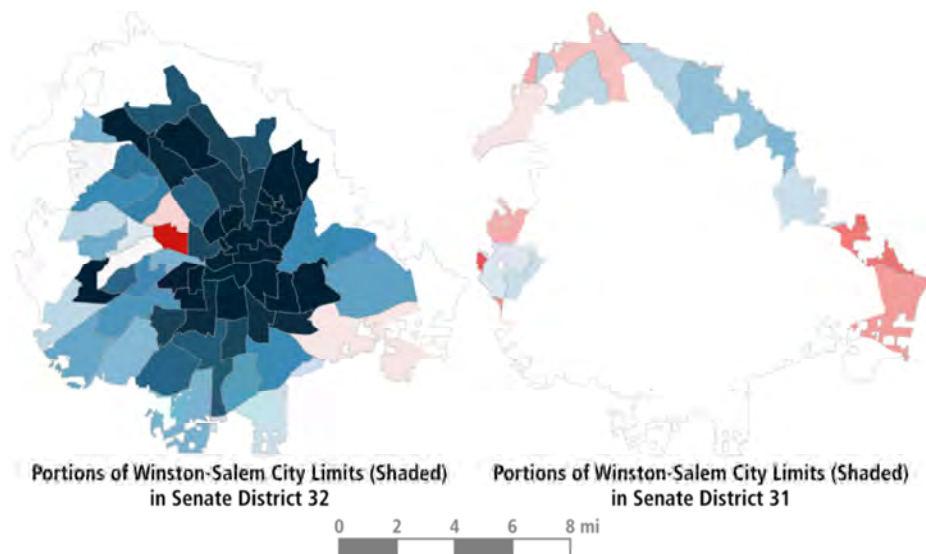 Portions of Winston-Salem City Limits (Shaded)
in Senate District 32
Portions of Winston-Salem City Limits (Shaded)
in Senate District 31
0 2 4 6 8 mi